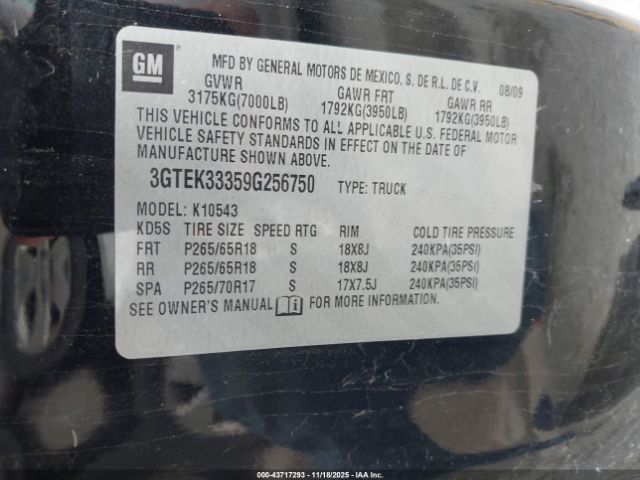 GM
MFD BY GENERAL MOTORS DE MEXICO, S. DE R.L. DE C.V. 08/09
GVWR GAWR FRT GAWR RR
3175KG(7000LB) 1792KG(3950LB) 1792KG(3950LB)
THIS VEHICLE CONFORMS TO ALL APPLICABLE U.S. FEDERAL MOTOR
VEHICLE SAFETY STANDARDS IN EFFECT ON THE DATE OF
MANUFACTURE SHOWN ABOVE.
3GTEK33359G256750 TYPE: TRUCK
MODEL: K10543
KD5S TIRE SIZE SPEED RTG RIM COLD TIRE PRESSURE
FRT P265/65R18 S 18X8J 240KPA(35PSI)
RR P265/65R18 S 18X8J 240KPA(35PSI)
SPA P265/70R17 S 17X7.5J 240KPA(35PSI)
SEE OWNER'S MANUAL FOR MORE INFORMATION.
000-43717293 11/18/2025 - COPART.COM